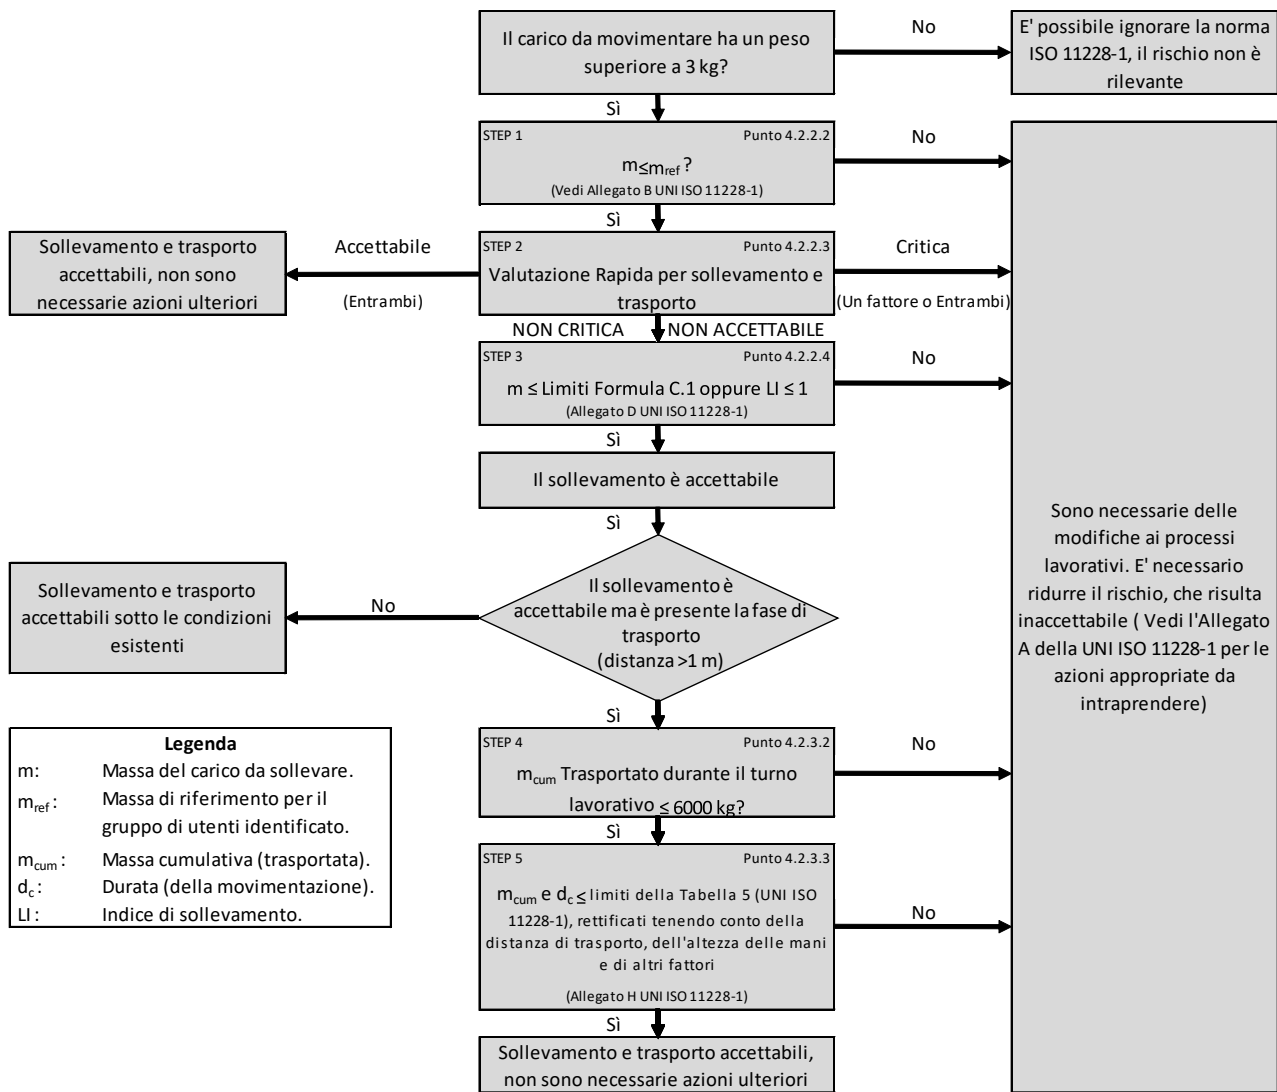 Il carico da movimentare ha un peso
superiore a 3 kg?
No
E' possibile ignorare la norma
ISO 11228-1, il rischio non è
rilevante
Sì
STEP 1 Punto 4.2.2.2
m≤mref ?
(Vedi Allegato B UNI ISO 11228-1)
No
Sì
Sollevamento e trasporto
accettabili, non sono
necessarie azioni ulteriori
Accettabile
(Entrambi)
STEP 2 Punto 4.2.2.3
Valutazione Rapida per sollevamento e
trasporto
Critica
(Un fattore o Entrambi)
NON CRITICA NON ACCETTABILE
STEP 3 Punto 4.2.2.4
m ≤ Limiti Formula C.1 oppure LI ≤ 1
(Allegato D UNI ISO 11228-1)
No
Sì
Il sollevamento è accettabile
Sì
Il sollevamento è
accettabile ma è presente la fase di
trasporto
(distanza >1 m)
No
Sollevamento e trasporto
accettabili sotto le condizioni
esistenti
Sono necessarie delle
modifiche ai processi
lavorativi. E' necessario
ridurre il rischio, che risulta
inaccettabile ( Vedi l'Allegato
A della UNI ISO 11228-1 per le
azioni appropriate da
intraprendere)
Sì
STEP 4 Punto 4.2.3.2
mcum Trasportato durante il turno
lavorativo ≤ 6000 kg?
No
Sì
STEP 5 Punto 4.2.3.3
mcum e dc ≤ limiti della Tabella 5 (UNI ISO
11228-1), rettificati tenendo conto della
distanza di trasporto, dell'altezza delle mani
e di altri fattori
(Allegato H UNI ISO 11228-1)
No
Sì
Sollevamento e trasporto accettabili,
non sono necessarie azioni ulteriori
Legenda
m: Massa del carico da sollevare.
mref : Massa di riferimento per il
gruppo di utenti identificato.
mcum : Massa cumulativa (trasportata).
dc : Durata (della movimentazione).
LI : Indice di sollevamento.